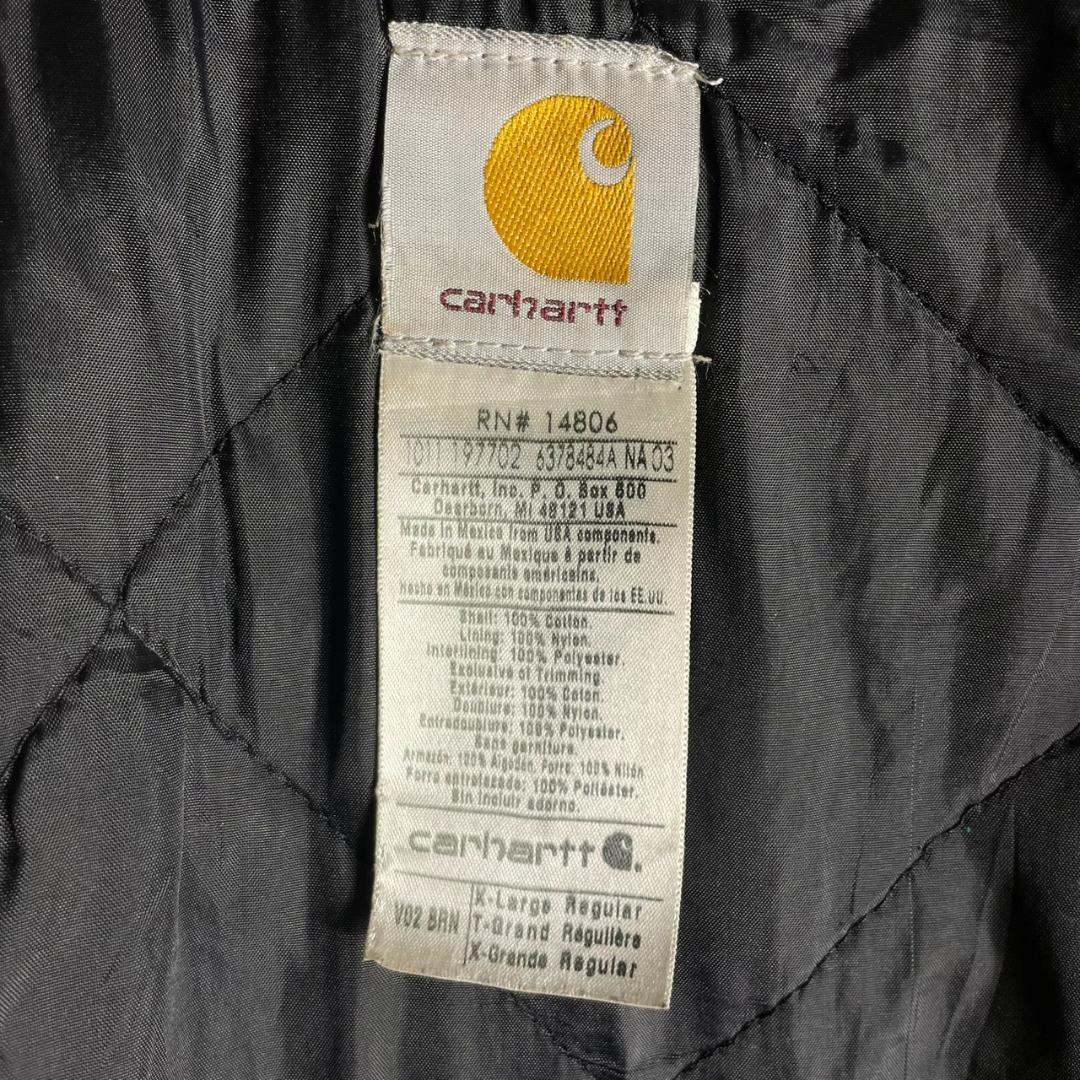 carhartt
RN# 14806
1011 197702 6378484A NA 03
Carhartt, Inc. P. O. Box 600
Dearborn, MI 48121 USA
Made in Mexico from USA components.
Fabriqué au Mexique à partir de
composants américains.
Hecho en México con componentes de los EE.UU.
Shell: 100% Cotton.
Lining: 100% Nylon.
Interlining: 100% Polyester.
Exclusive of Trimming.
Extérieur: 100% Coton.
Doublure: 100% Nylon.
Entredoublure: 100% Polyester.
Sans garniture.
Armazón: 100% Algodón. Forro: 100% Nilón
Forro entrelazado: 100% Poliéster.
Sin incluir adorno.
carhartt
V02 BRN
X-Large Regular
T-Grand Régulière
X-Grande Regular